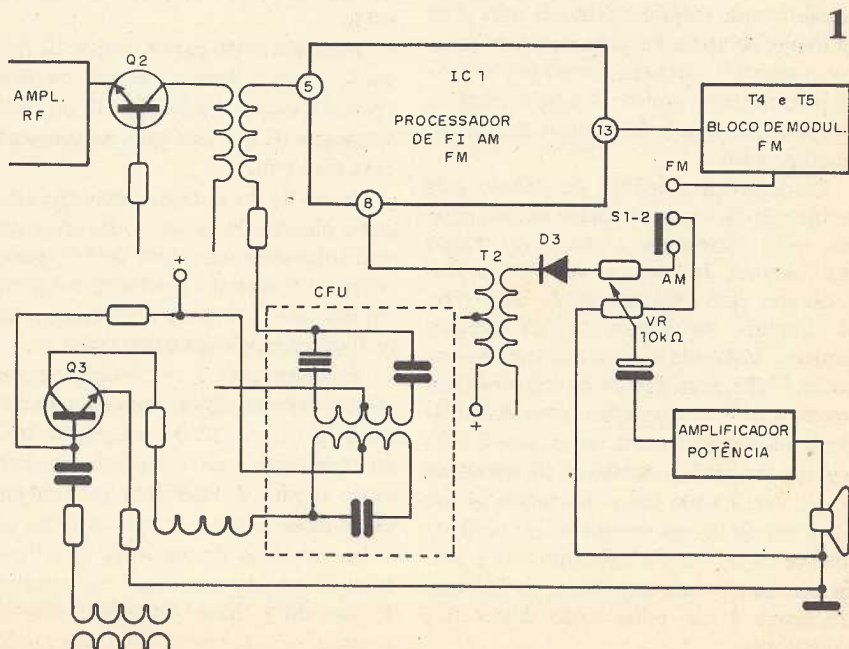 1
Q2
AMPL.
RF
5
IC 1
PROCESSADOR
DE FI AM
FM
13
8
T4 e T5
BLOCO DE MODUL.
FM
FM
S1-2
AM
D3
T2
+
VR
10kΩ
CFU
+
Q3
AMPLIFICADOR
POTÊNCIA